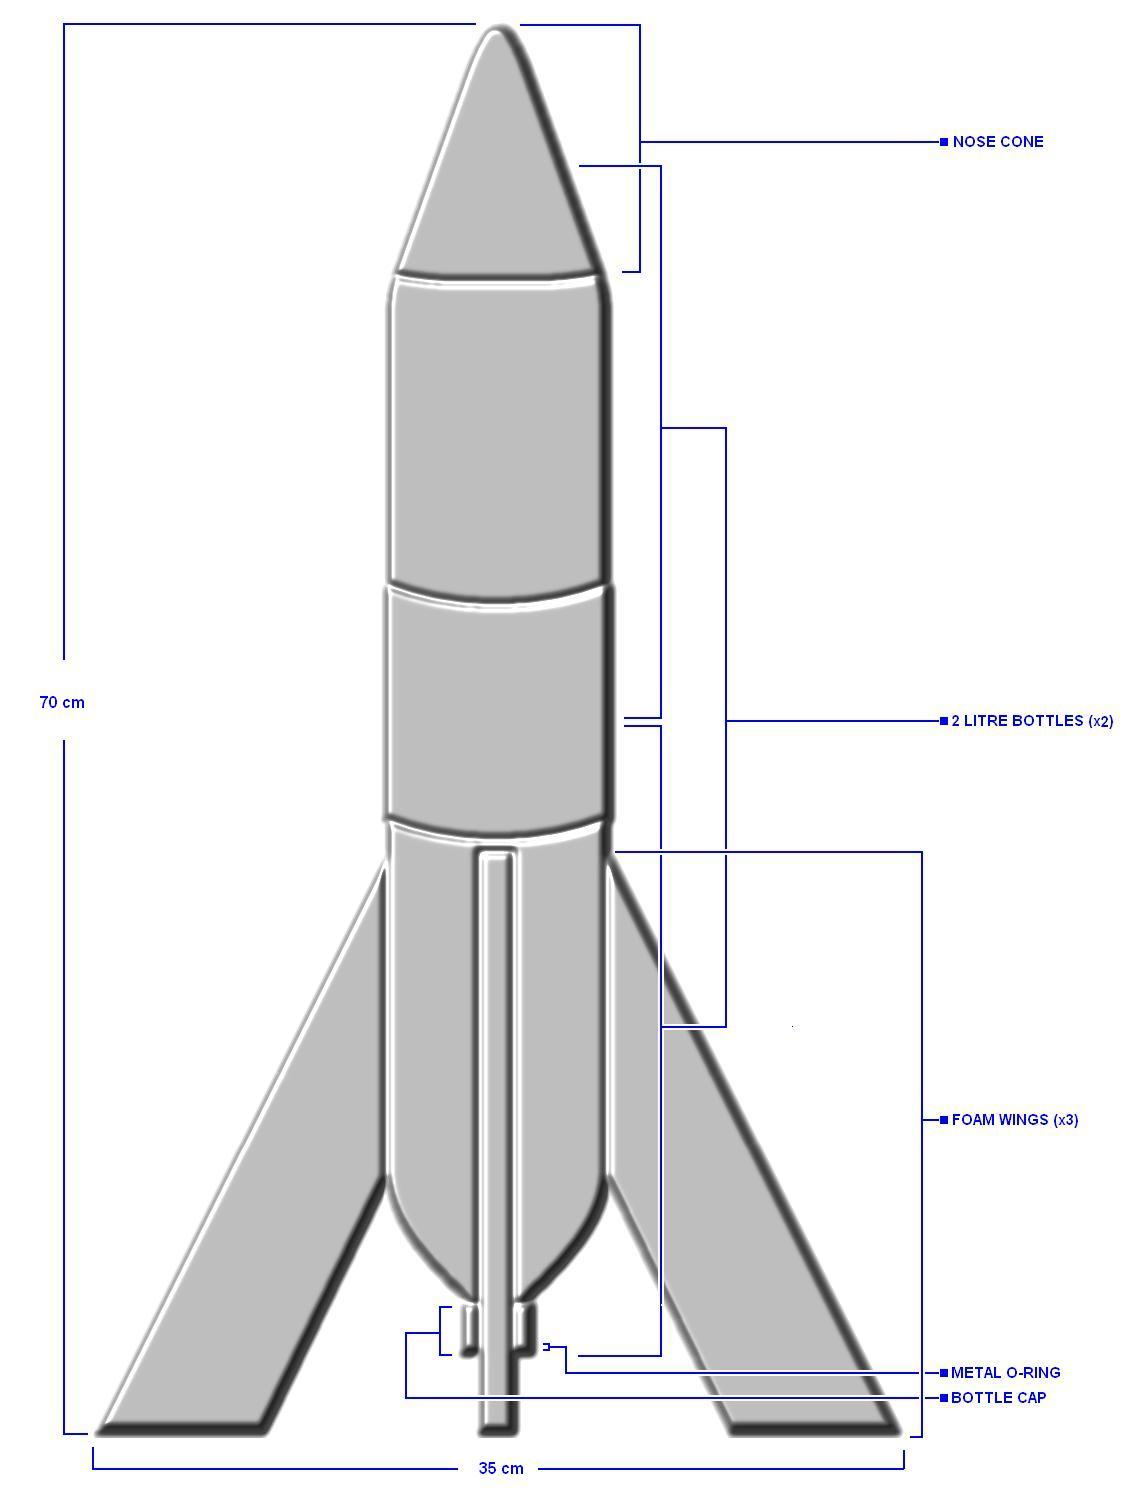 NOSE CONE
70 cm
2 LITRE BOTTLES (x2)
FOAM WINGS (x3)
METAL O-RING
BOTTLE CAP
35 cm